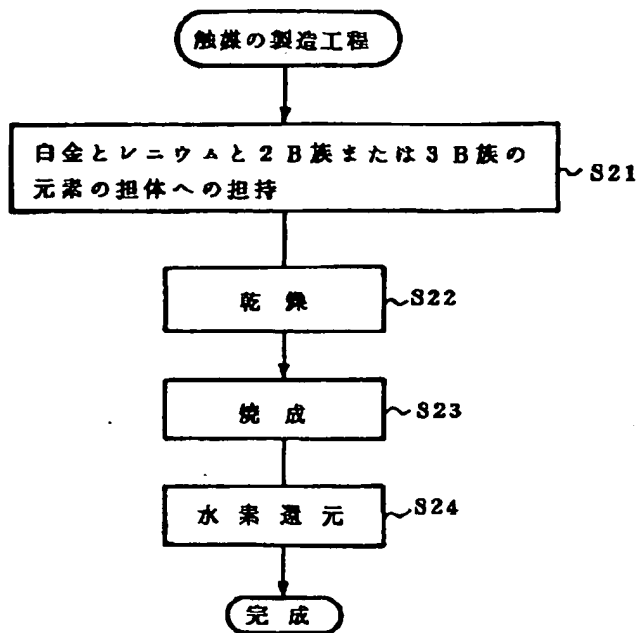 触媒の製造工程
白金とレニウムと2B族または3B族の
元素の担体への担持
S21
乾燥
S22
焼成
S23
水素還元
S24
完成